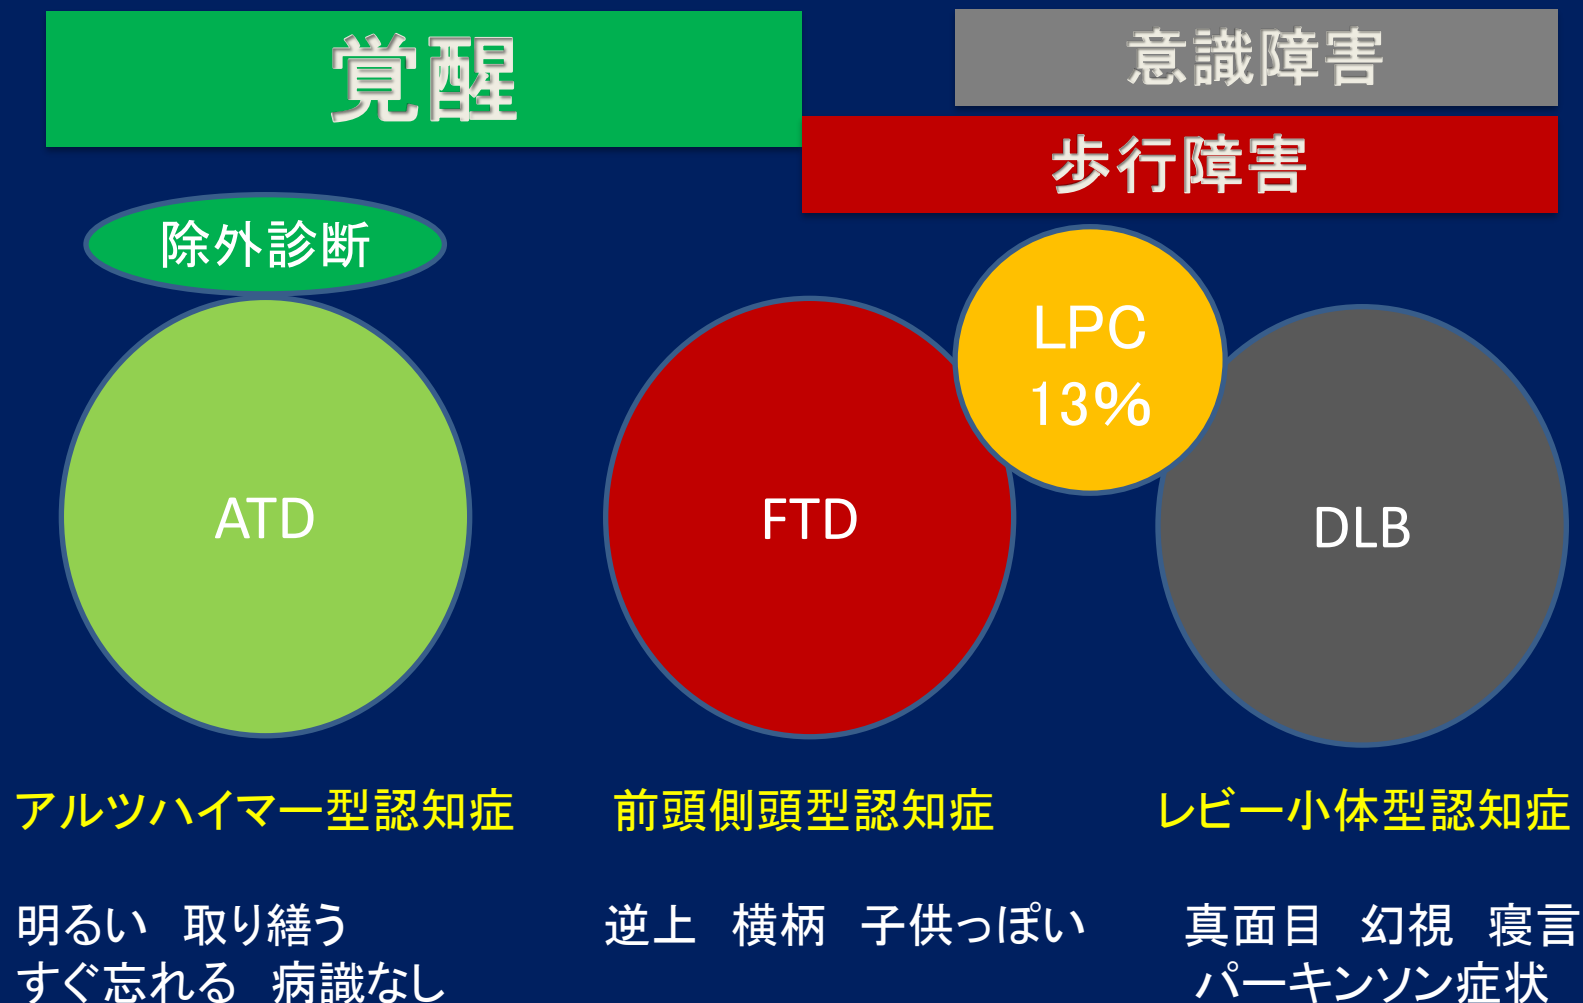 覚醒
意識障害
歩行障害
除外診断
LPC
13%
ATD
FTD
DLB
アルツハイマー型認知症
前頭側頭型認知症
レビー小体型認知症
明るい　取り繕う
すぐ忘れる　病識なし
逆上　横柄　子供っぽい
真面目　幻視　寝言
パーキンソン症状